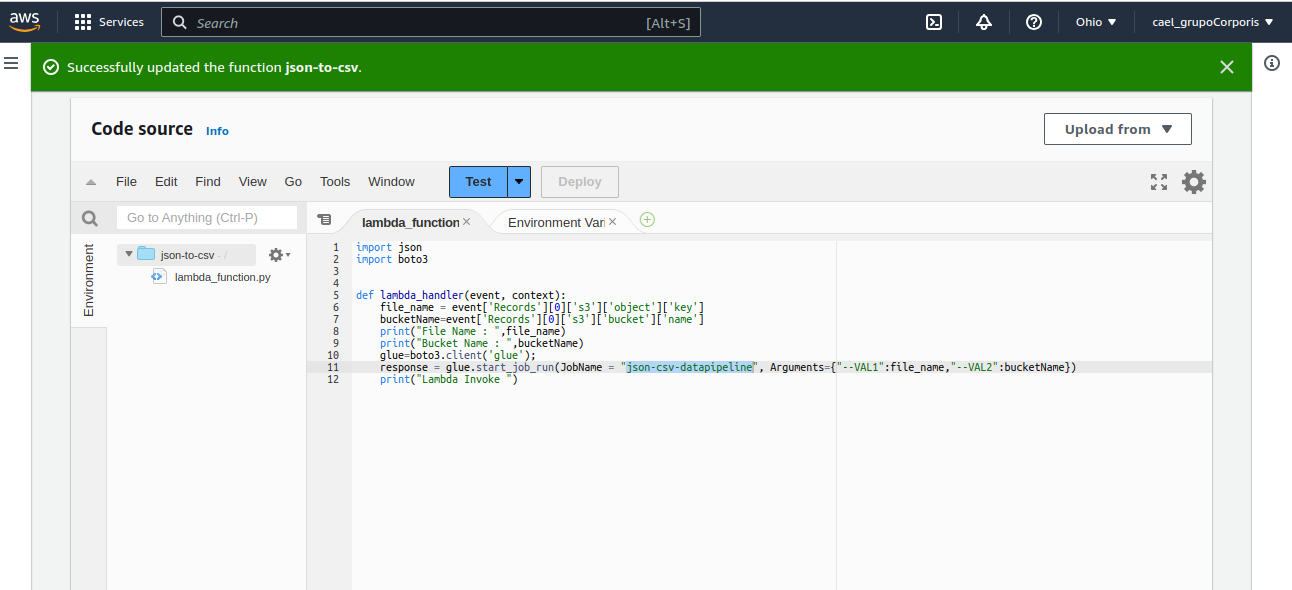 aws Services Search [Alt+S] Ohio cael_grupoCorporis
Successfully updated the function json-to-csv.
Code source Info Upload from
File Edit Find View Go Tools Window Test Deploy
Go to Anything (Ctrl-P) lambda_function Environment Vari
Environment
json-to-csv - /
lambda_function.py
1 import json
2 import boto3
3
4
5 def lambda_handler(event, context):
6 file_name = event['Records'][0]['s3']['object']['key']
7 bucketName=event['Records'][0]['s3']['bucket']['name']
8 print("File Name : ",file_name)
9 print("Bucket Name : ",bucketName)
10 glue=boto3.client('glue');
11 response = glue.start_job_run(JobName = "json-csv-datapipeline", Arguments={"--VAL1":file_name,"--VAL2":bucketName})
12 print("Lambda Invoke ")